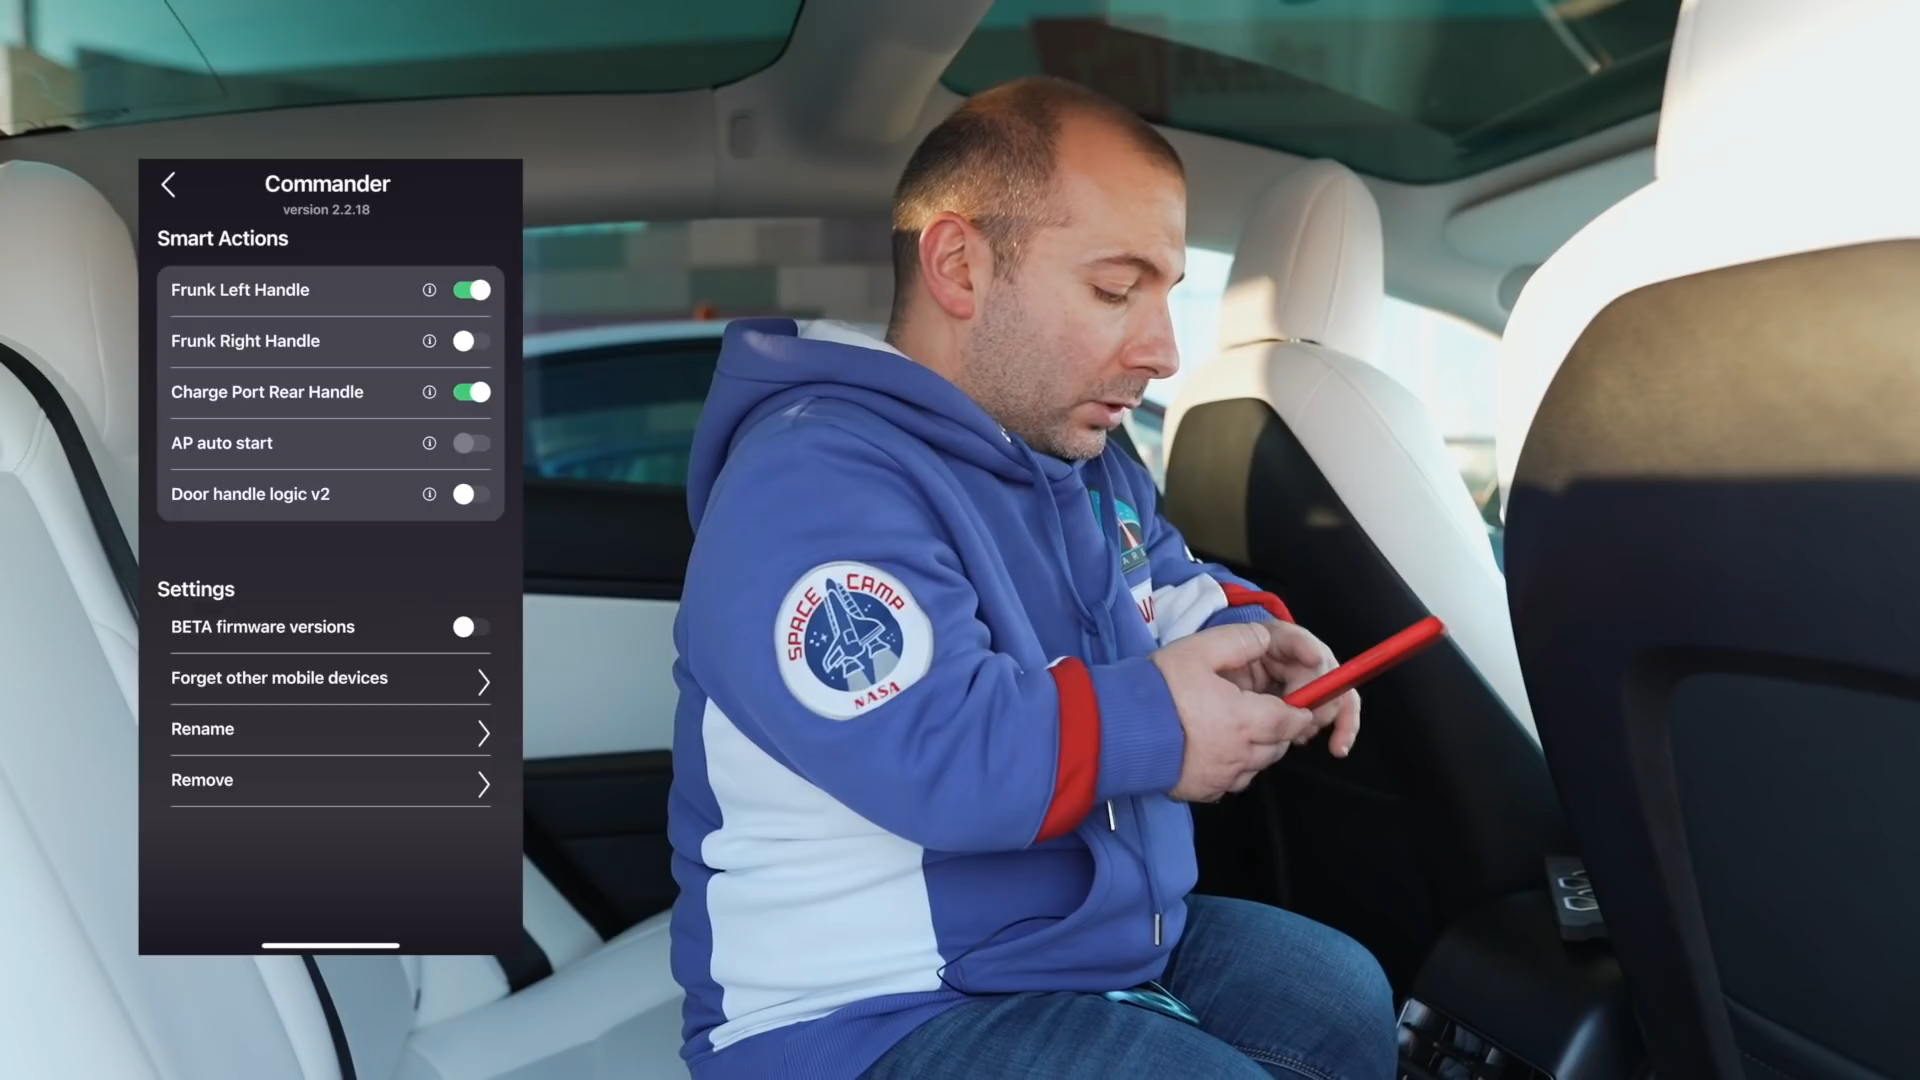 Commander
version 2.2.18
Smart Actions
Frunk Left Handle
Frunk Right Handle
Charge Port Rear Handle
AP auto start
Door handle logic v2
Settings
BETA firmware versions
Forget other mobile devices
Rename
Remove
SPACE CAMP
NASA